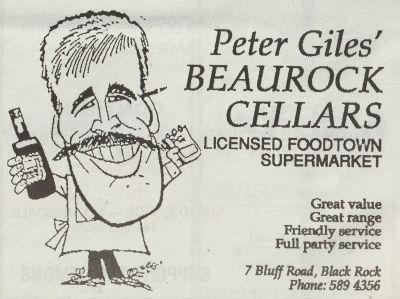 Peter Giles'
BEAUROCK
CELLARS
LICENSED FOODTOWN
SUPERMARKET
Great value
Great range
Friendly service
Full party service
7 Bluff Road, Black Rock
Phone: 589 4356